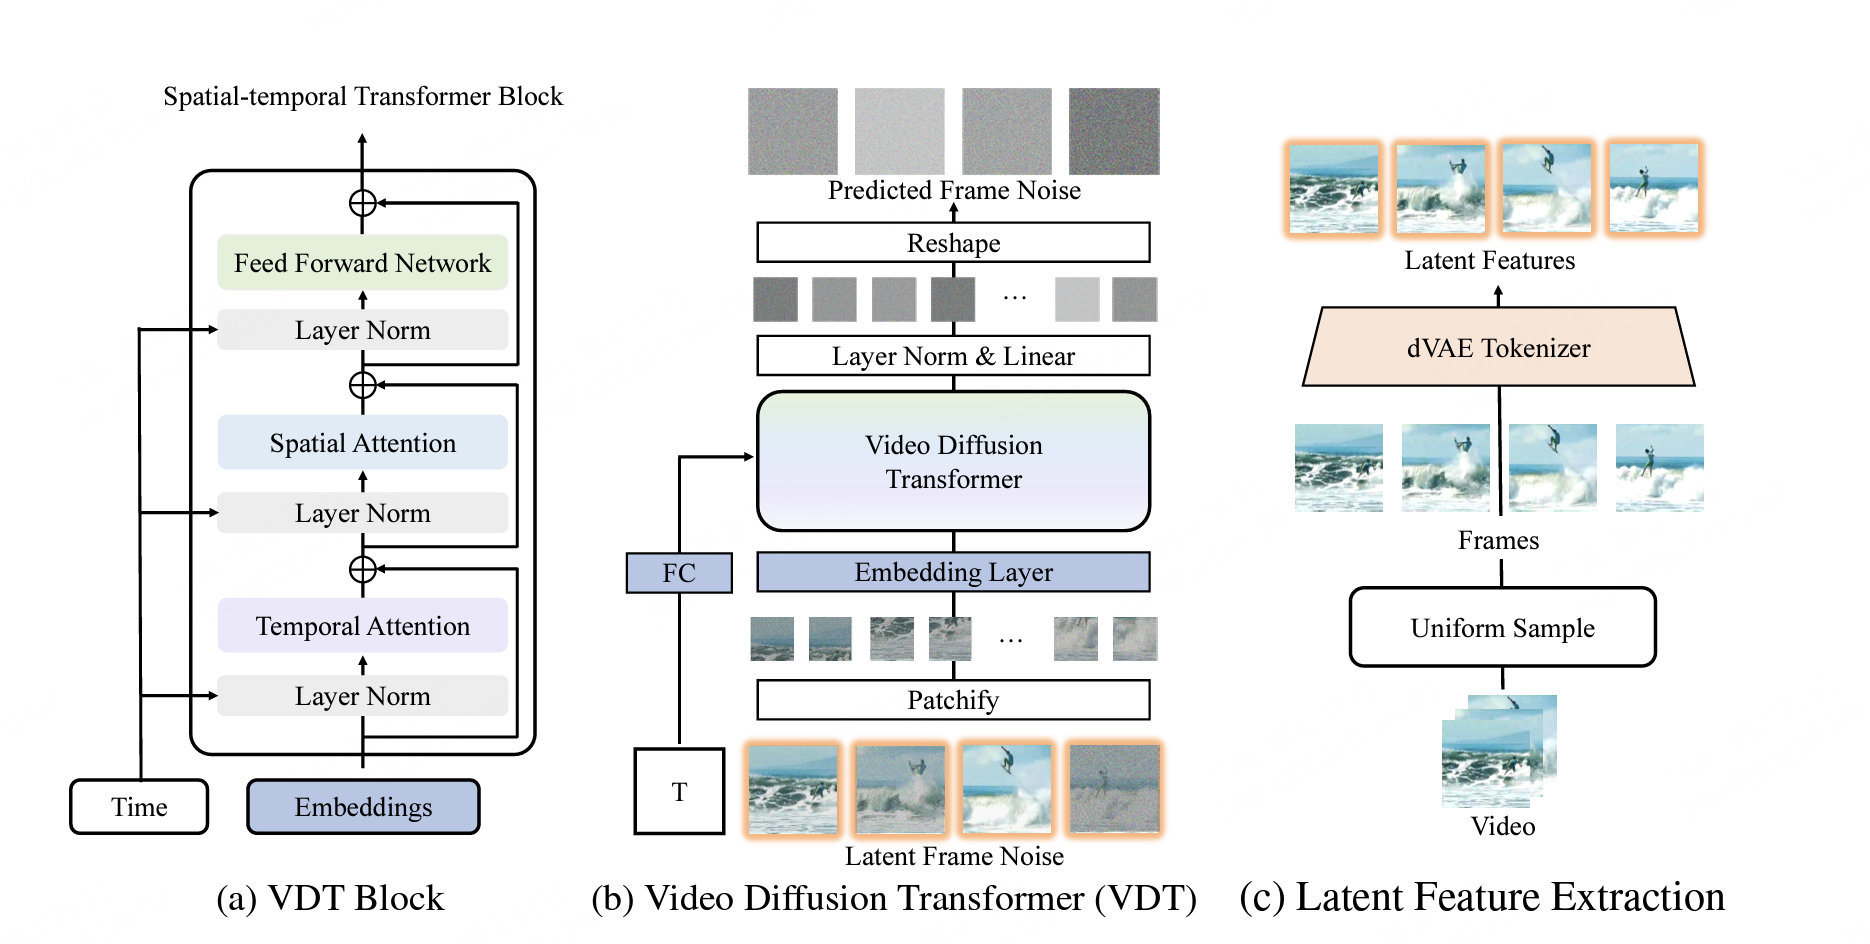 Spatial-temporal Transformer Block
Feed Forward Network
Layer Norm
Spatial Attention
Layer Norm
Temporal Attention
Layer Norm
Time
Embeddings
(a) VDT Block
Predicted Frame Noise
Reshape
...
Layer Norm & Linear
Video Diffusion
Transformer
FC
Embedding Layer
...
Patchify
T
Latent Frame Noise
(b) Video Diffusion Transformer (VDT)
Latent Features
dVAE Tokenizer
Frames
Uniform Sample
Video
(c) Latent Feature Extraction